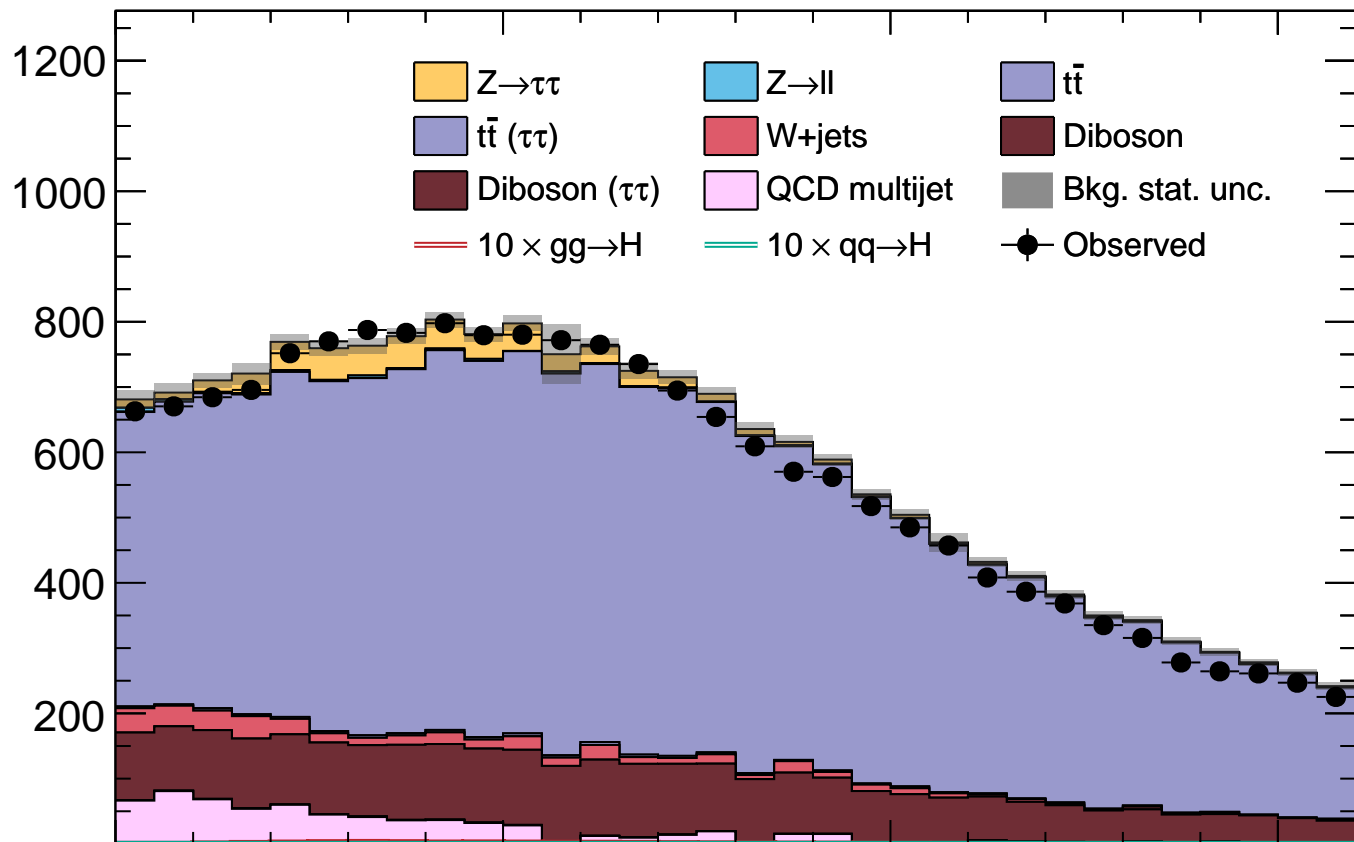 1200
Z→ττ Z→ll tt̄
tt̄ (ττ) W+jets Diboson
1000
Diboson (ττ) QCD multijet Bkg. stat. unc.
10 × gg→H 10 × qq→H Observed
800
600
400
200